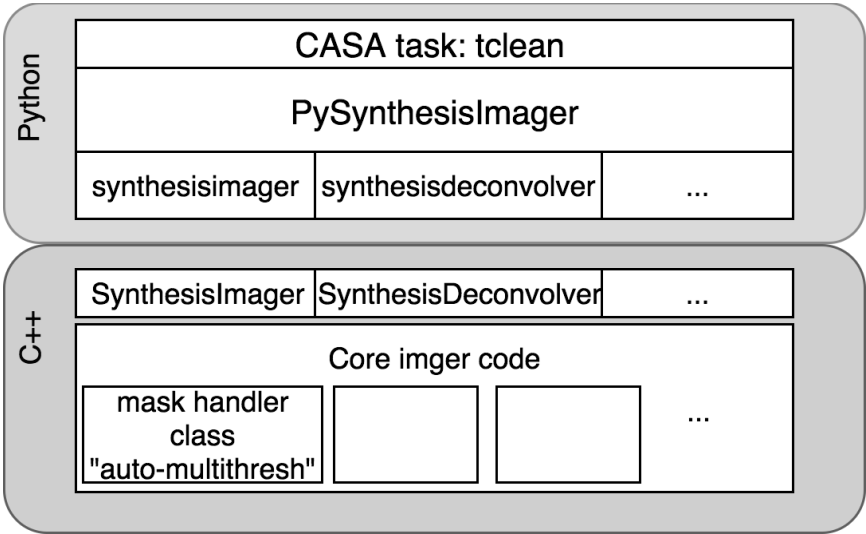 Python
CASA task: tclean
PySynthesisImager
synthesisimager
synthesisdeconvolver
...
C++
SynthesisImager
SynthesisDeconvolver
...
Core imger code
mask handler
class
"auto-multithresh"
...